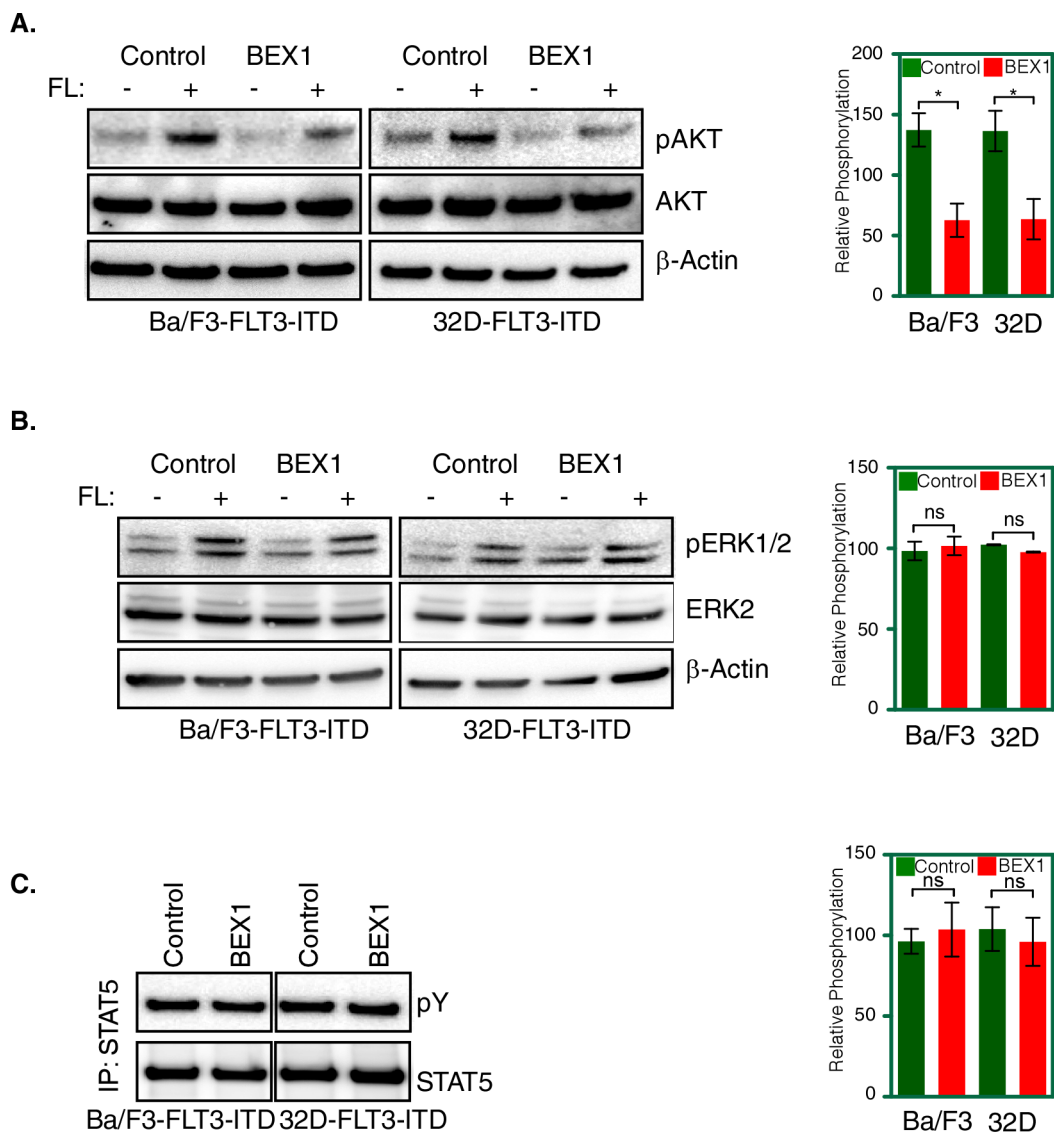 A.
Control BEX1 Control BEX1
FL: - + - + - + - +
pAKT
AKT
β-Actin
Ba/F3-FLT3-ITD 32D-FLT3-ITD
Relative Phosphorylation
200
150
100
50
0
Control BEX1
* *
Ba/F3 32D
B.
Control BEX1 Control BEX1
FL: - + - + - + - +
pERK1/2
ERK2
β-Actin
Ba/F3-FLT3-ITD 32D-FLT3-ITD
Relative Phosphorylation
150
100
50
0
Control BEX1
ns ns
Ba/F3 32D
C.
Control BEX1 Control BEX1
IP: STAT5
pY
STAT5
Ba/F3-FLT3-ITD 32D-FLT3-ITD
Relative Phosphorylation
150
100
50
0
Control BEX1
ns ns
Ba/F3 32D